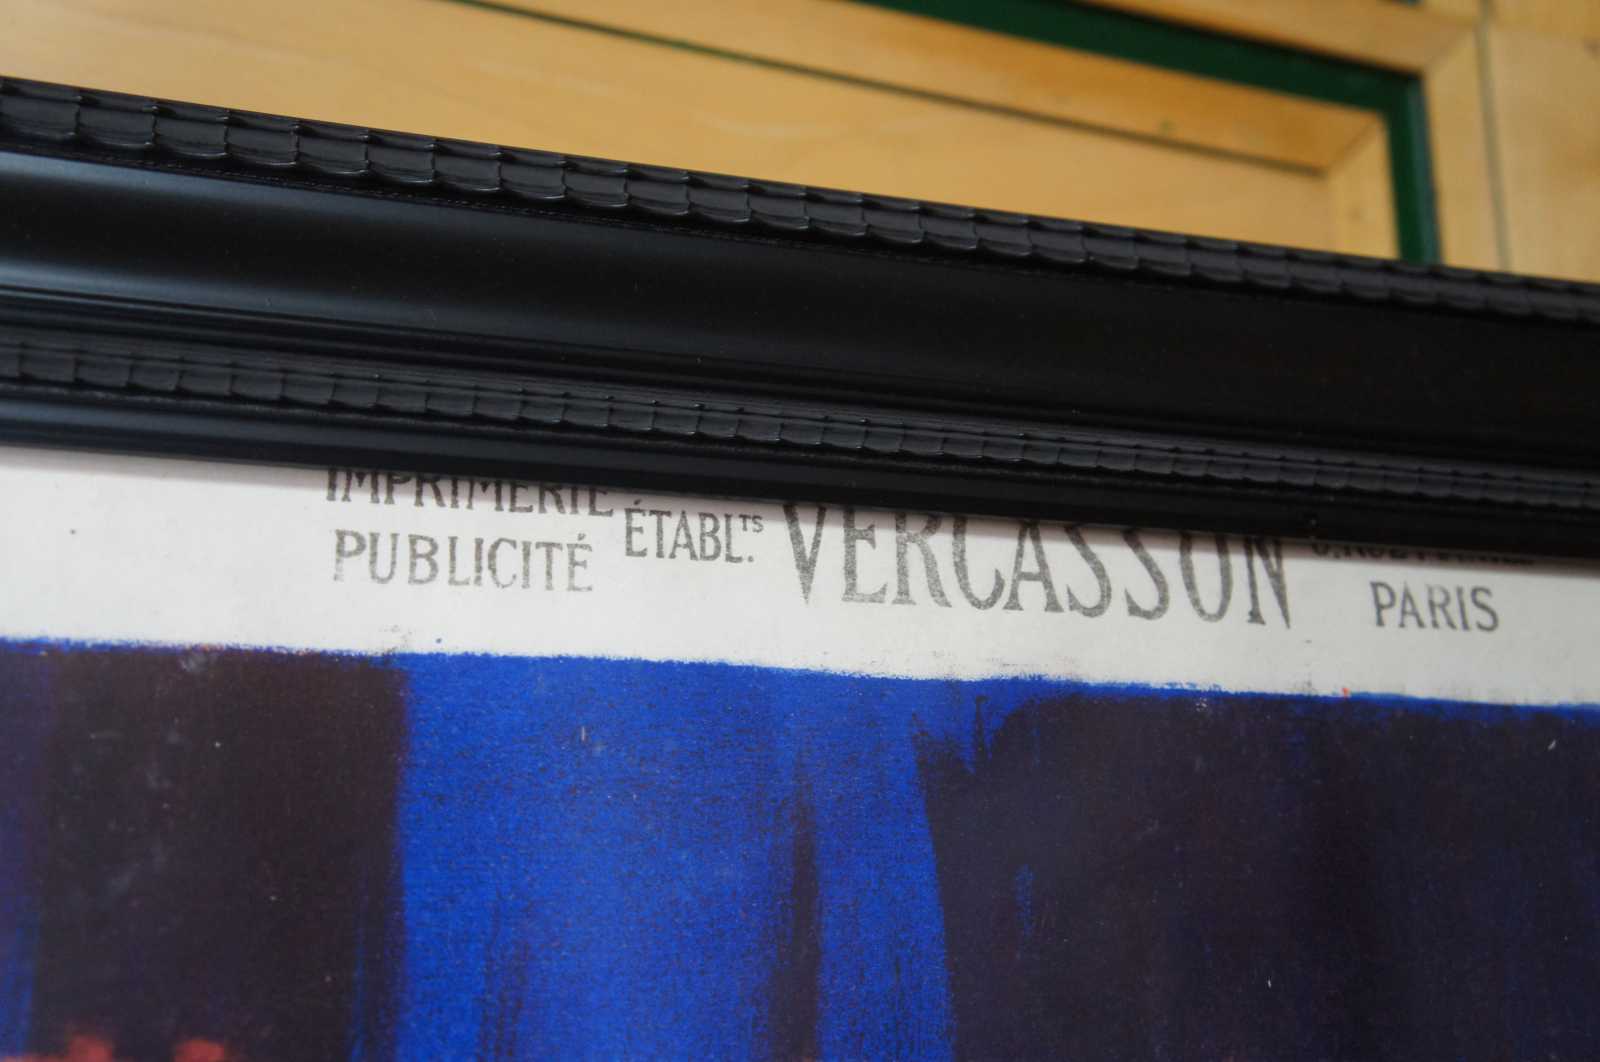 IMPRIMERIE
PUBLICITÉ
ÉTABL.TS VERCASSON
PARIS